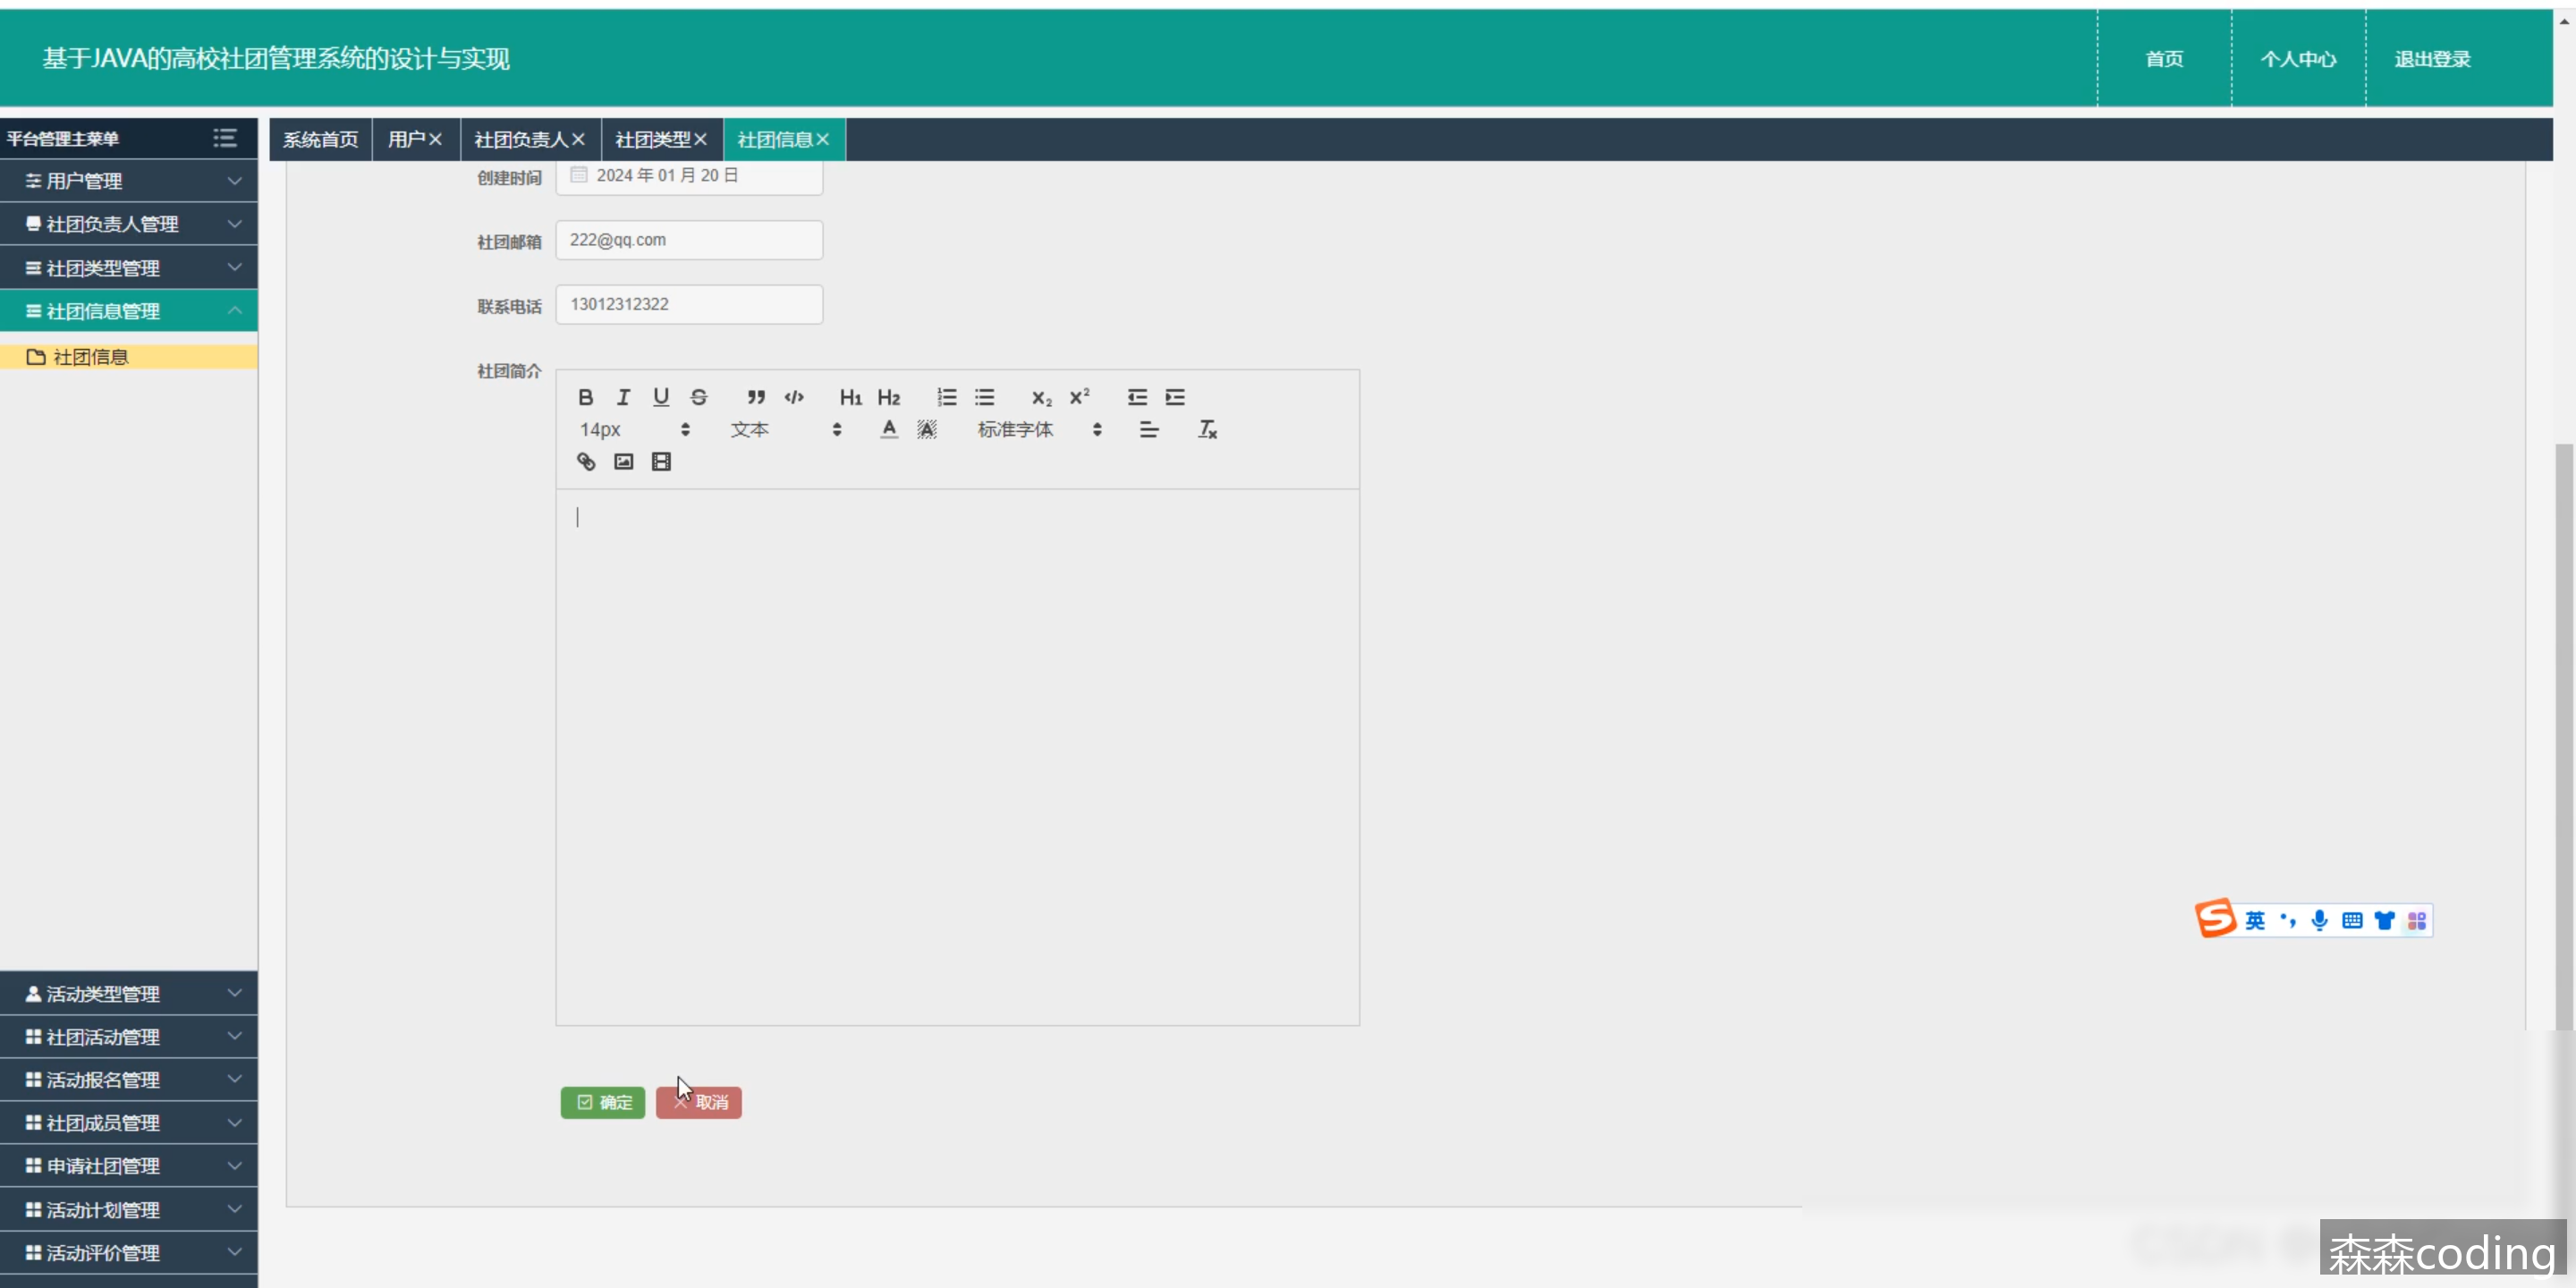 基于JAVA的高校社团管理系统的设计与实现
首页
个人中心
退出登录
平台管理主菜单
系统首页
用户
社团负责人
社团类型
社团信息
用户管理
社团负责人管理
社团类型管理
社团信息管理
社团信息
活动类型管理
社团活动管理
活动报名管理
社团成员管理
申请社团管理
活动计划管理
活动评价管理
创建时间
2024 年 01 月 20 日
社团邮箱
222@qq.com
联系电话
13012312322
社团简介
B I U S H1 H2 x2 x2
14px 文本 A A 标准字体 Tx
确定
取消
英
森森coding